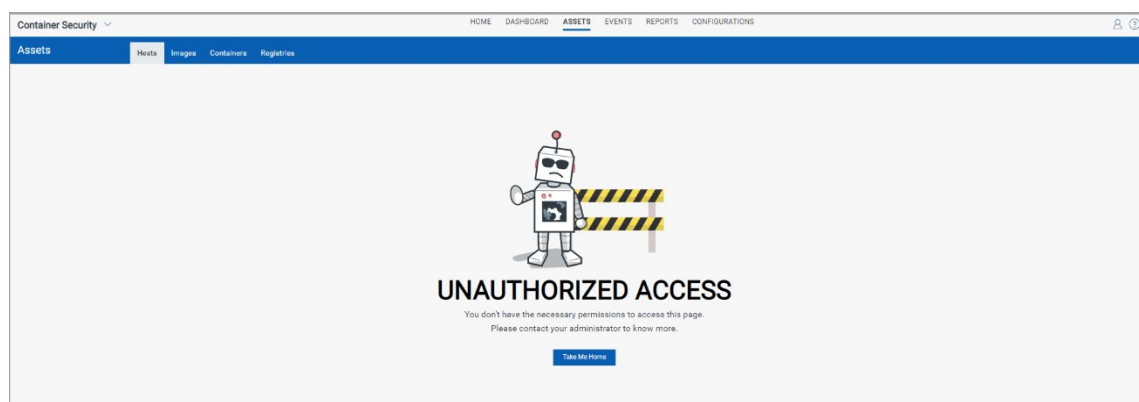 Container Security
HOME DASHBOARD ASSETS EVENTS REPORTS CONFIGURATIONS
Assets
Hosts Images Containers Registries
UNAUTHORIZED ACCESS
You don't have the necessary permissions to access this page.
Please contact your administrator to know more.
Take Me Home